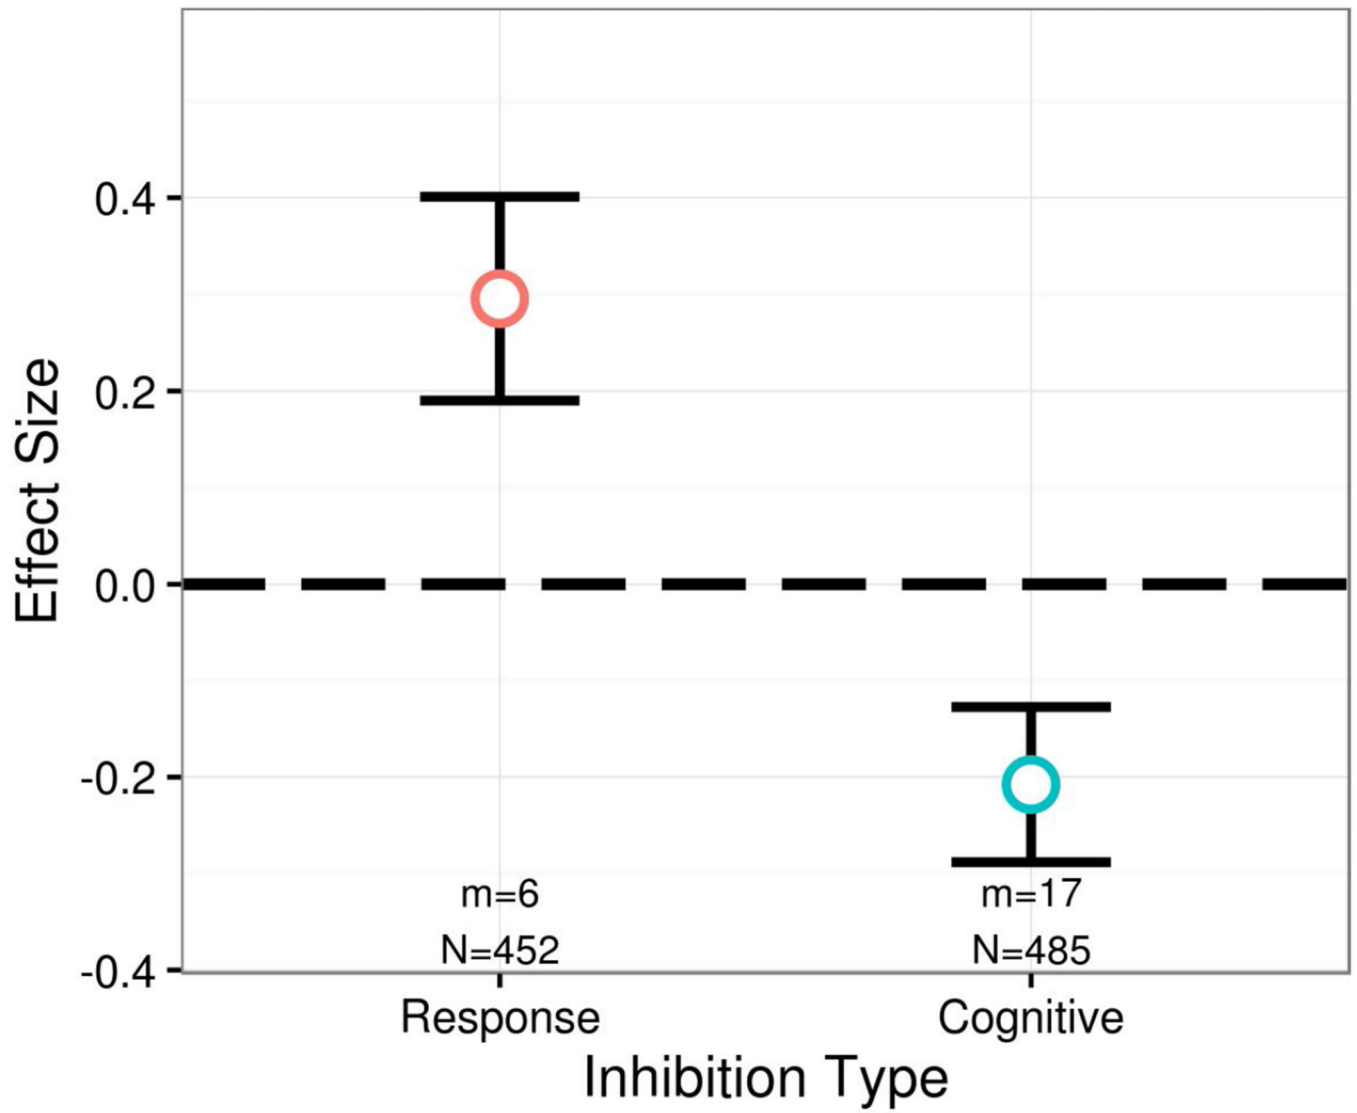 Effect Size
0.4
0.2
0.0
-0.2
-0.4
m=6
N=452
m=17
N=485
Response
Cognitive
Inhibition Type